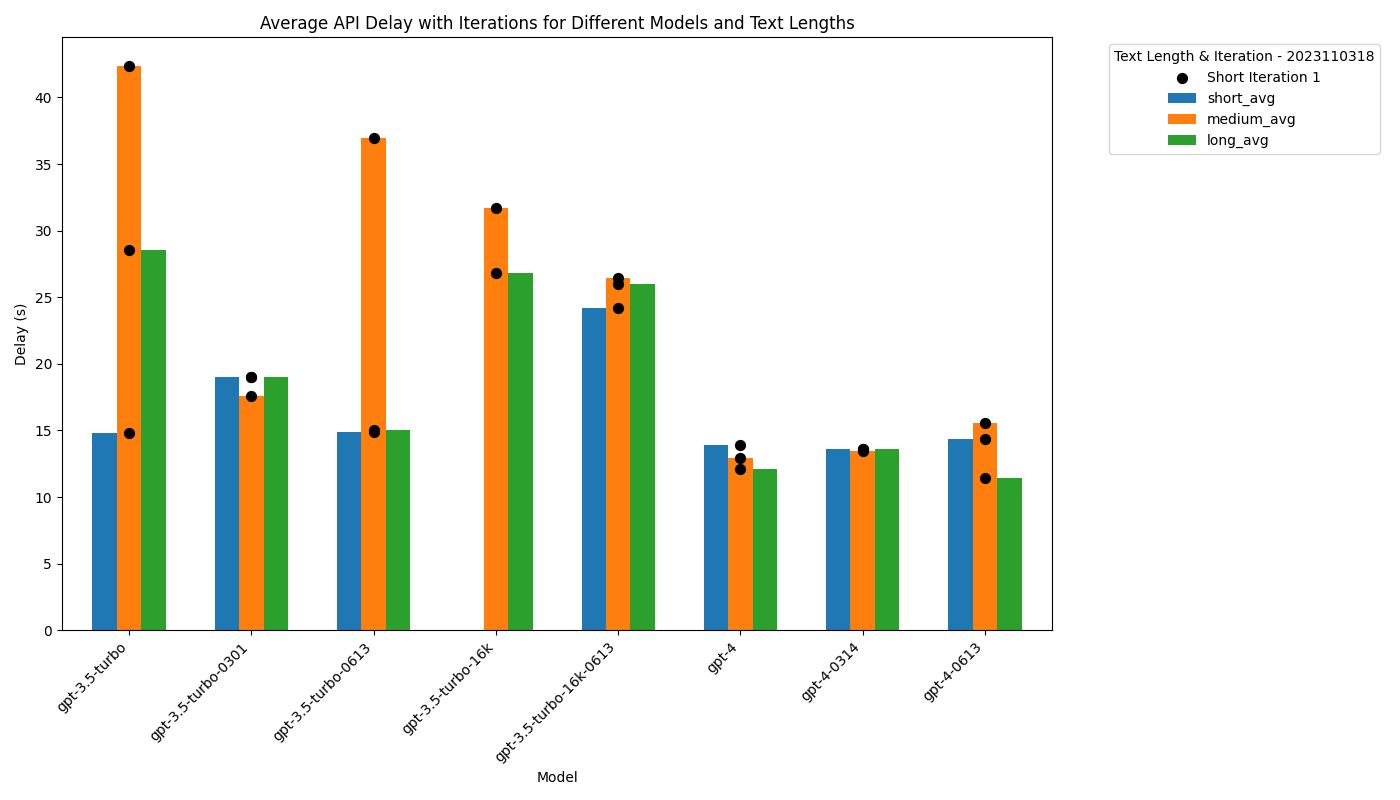 Average API Delay with Iterations for Different Models and Text Lengths
Text Length & Iteration - 2023110318
Short Iteration 1
short_avg
medium_avg
long_avg
Delay (s)
40
35
30
25
20
15
10
5
0
gpt-3.5-turbo
gpt-3.5-turbo-0301
gpt-3.5-turbo-0613
gpt-3.5-turbo-16k
gpt-3.5-turbo-16k-0613
gpt-4
gpt-4-0314
gpt-4-0613
Model